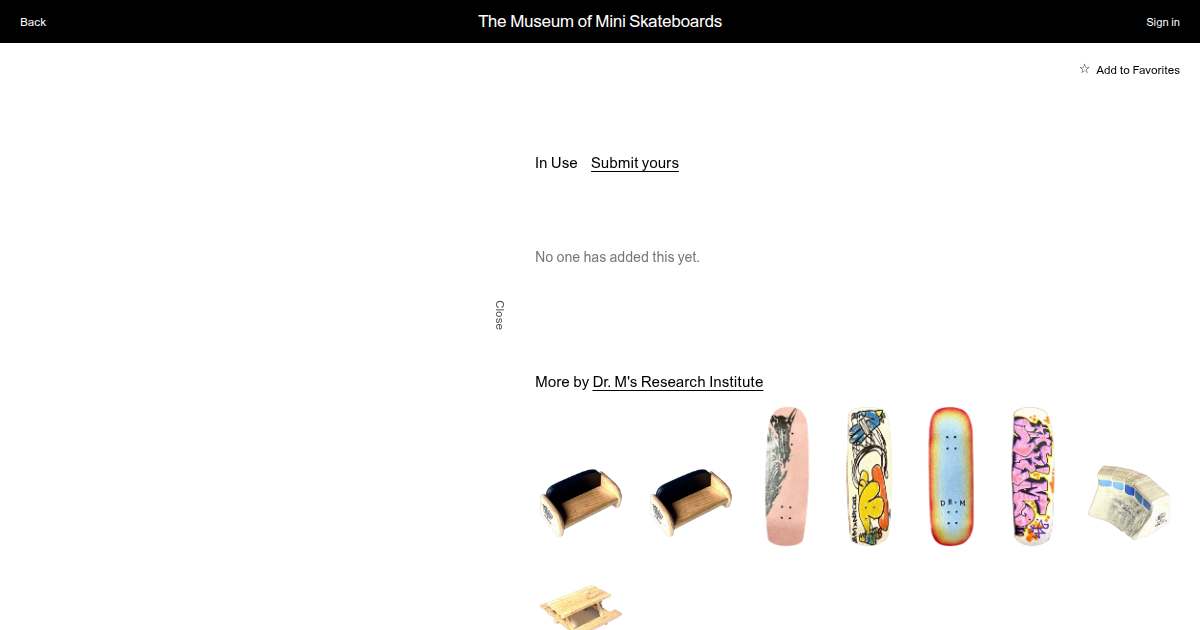 Back
The Museum of Mini Skateboards
Sign in
☆ Add to Favorites
In Use Submit yours
No one has added this yet.
Close
More by Dr. M's Research Institute
DR.M